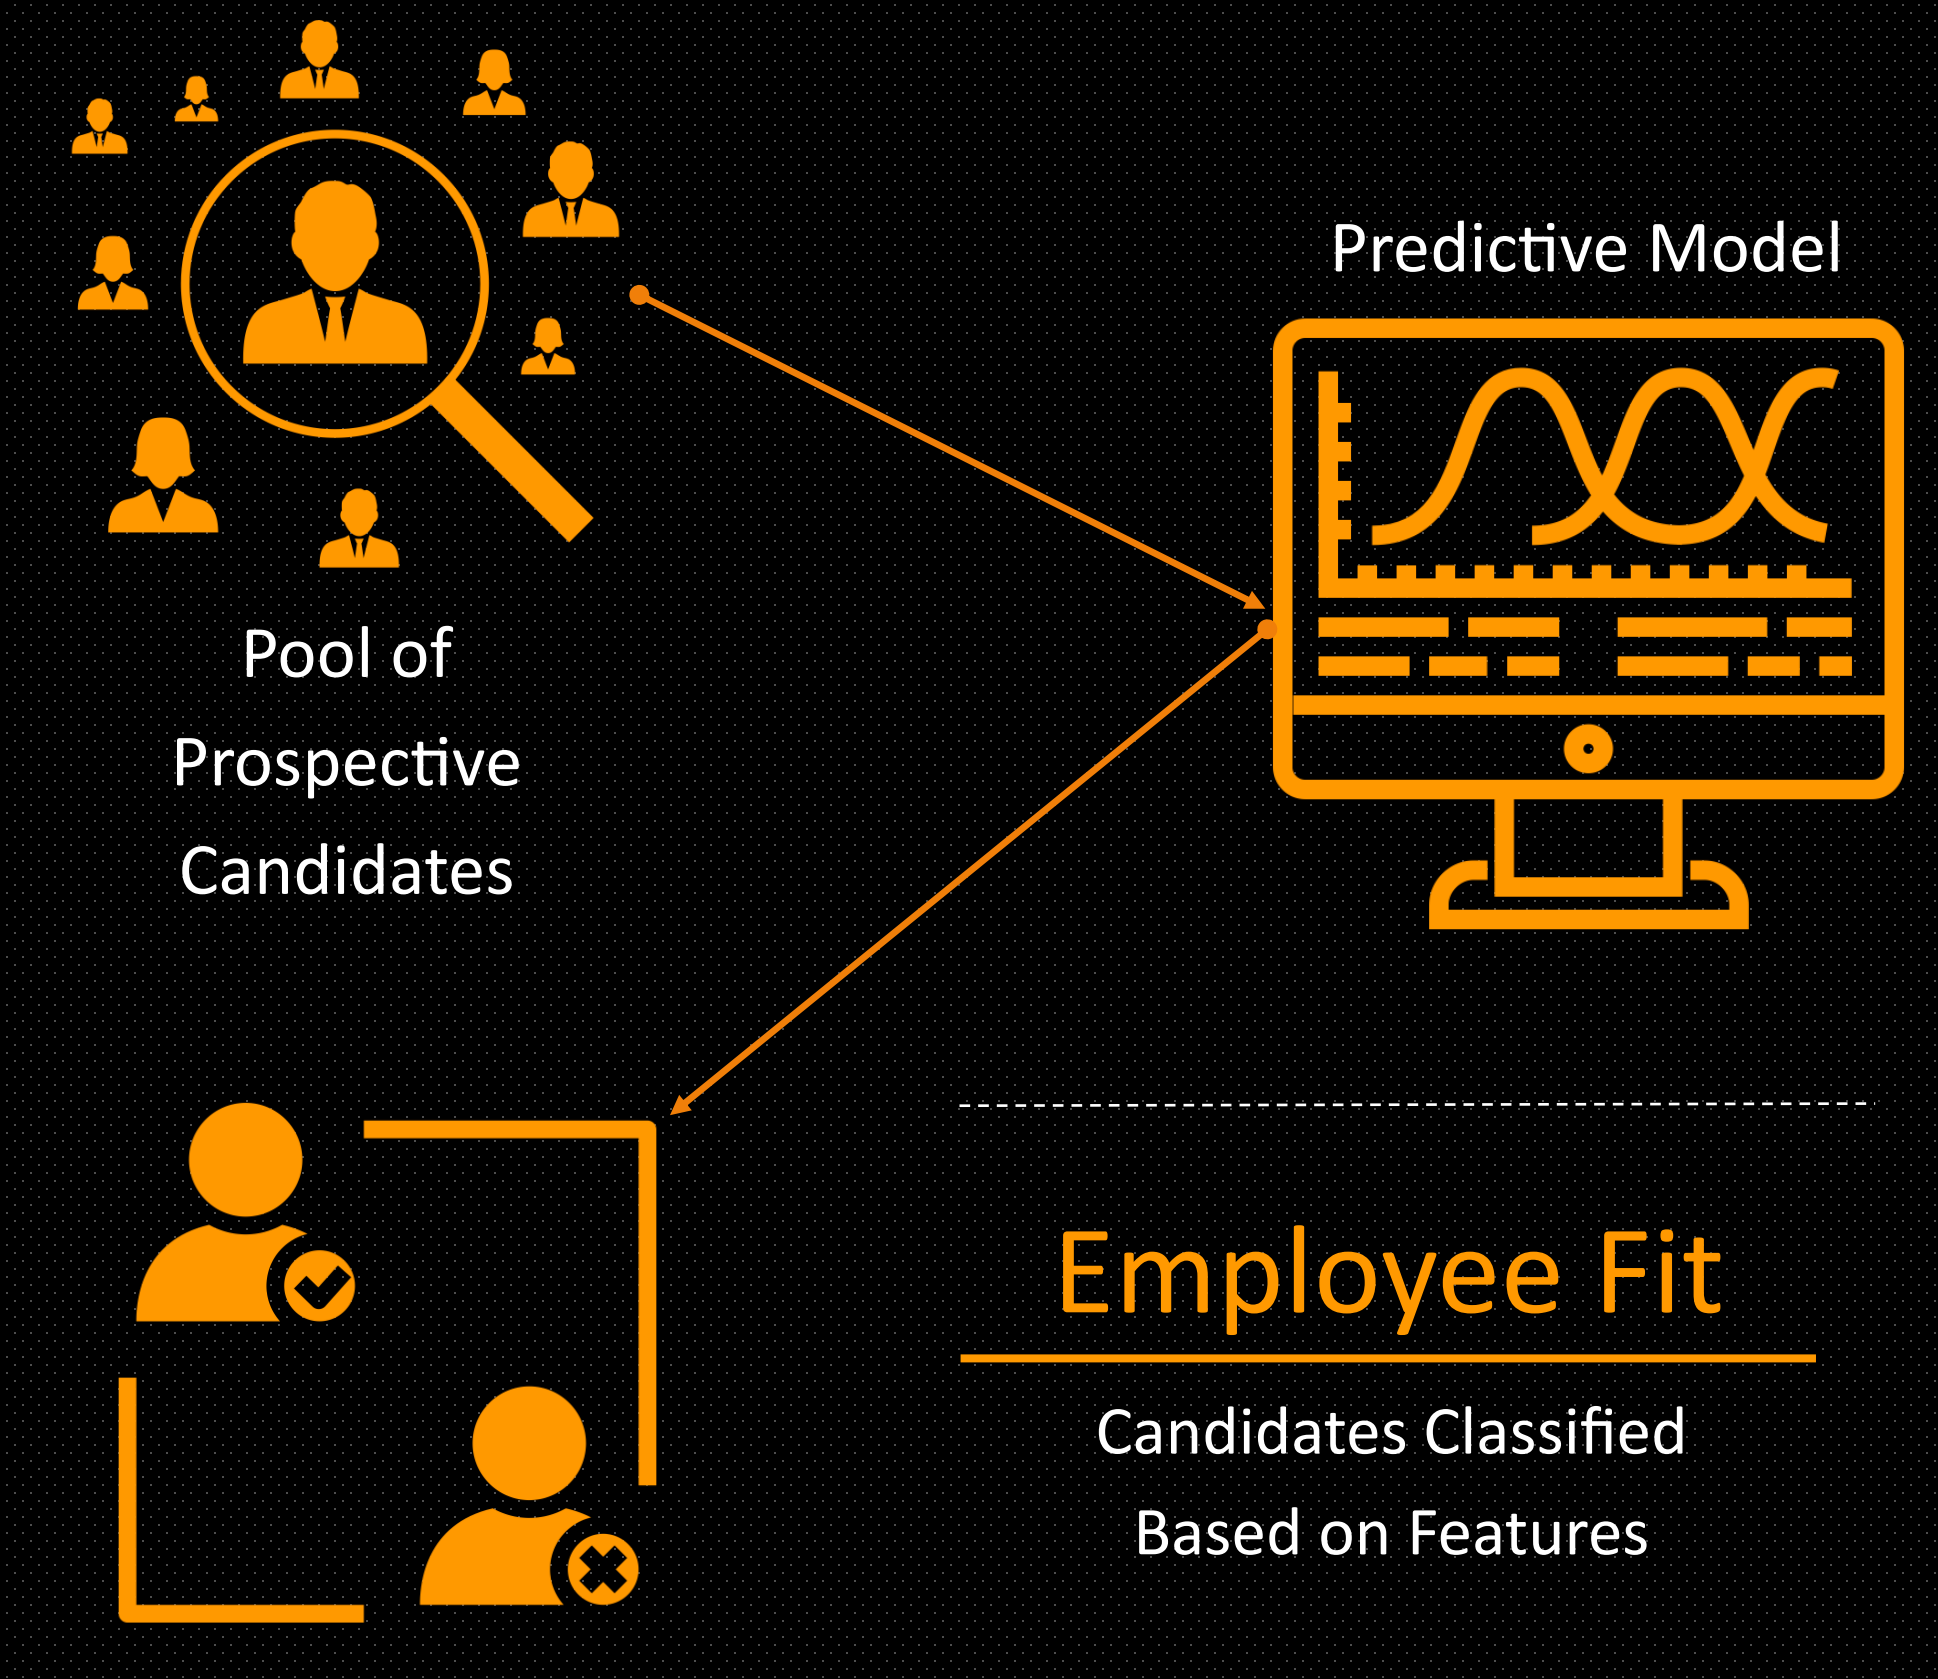 Predictive Model
Pool of
Prospective
Candidates
Employee Fit
Candidates Classified
Based on Features